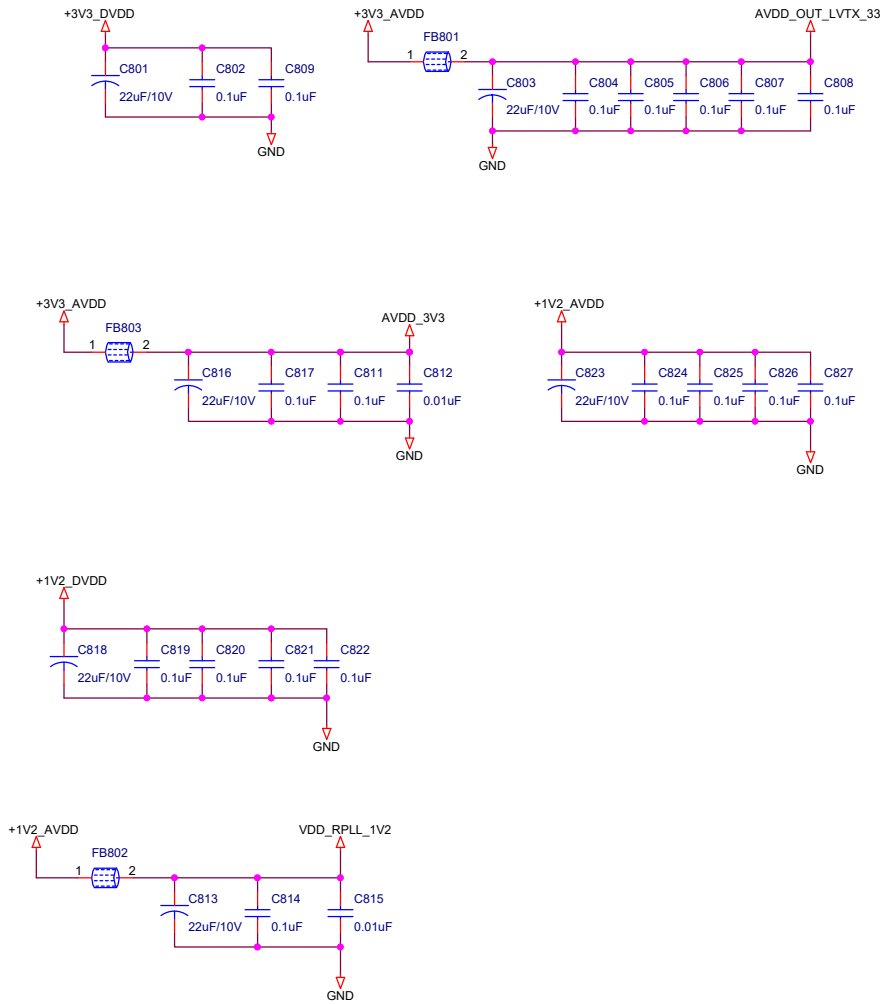 +3V3_DVDD
C801
22uF/10V
C802
0.1uF
C809
0.1uF
GND
+3V3_AVDD
FB801
1
2
AVDD_OUT_LVTX_33
C803
22uF/10V
C804
0.1uF
C805
0.1uF
C806
0.1uF
C807
0.1uF
C808
0.1uF
GND
+3V3_AVDD
FB803
1
2
AVDD_3V3
C816
22uF/10V
C817
0.1uF
C811
0.1uF
C812
0.01uF
GND
+1V2_AVDD
C823
22uF/10V
C824
0.1uF
C825
0.1uF
C826
0.1uF
C827
0.1uF
GND
+1V2_DVDD
C818
22uF/10V
C819
0.1uF
C820
0.1uF
C821
0.1uF
C822
0.1uF
GND
+1V2_AVDD
FB802
1
2
VDD_RPLL_1V2
C813
22uF/10V
C814
0.1uF
C815
0.01uF
GND